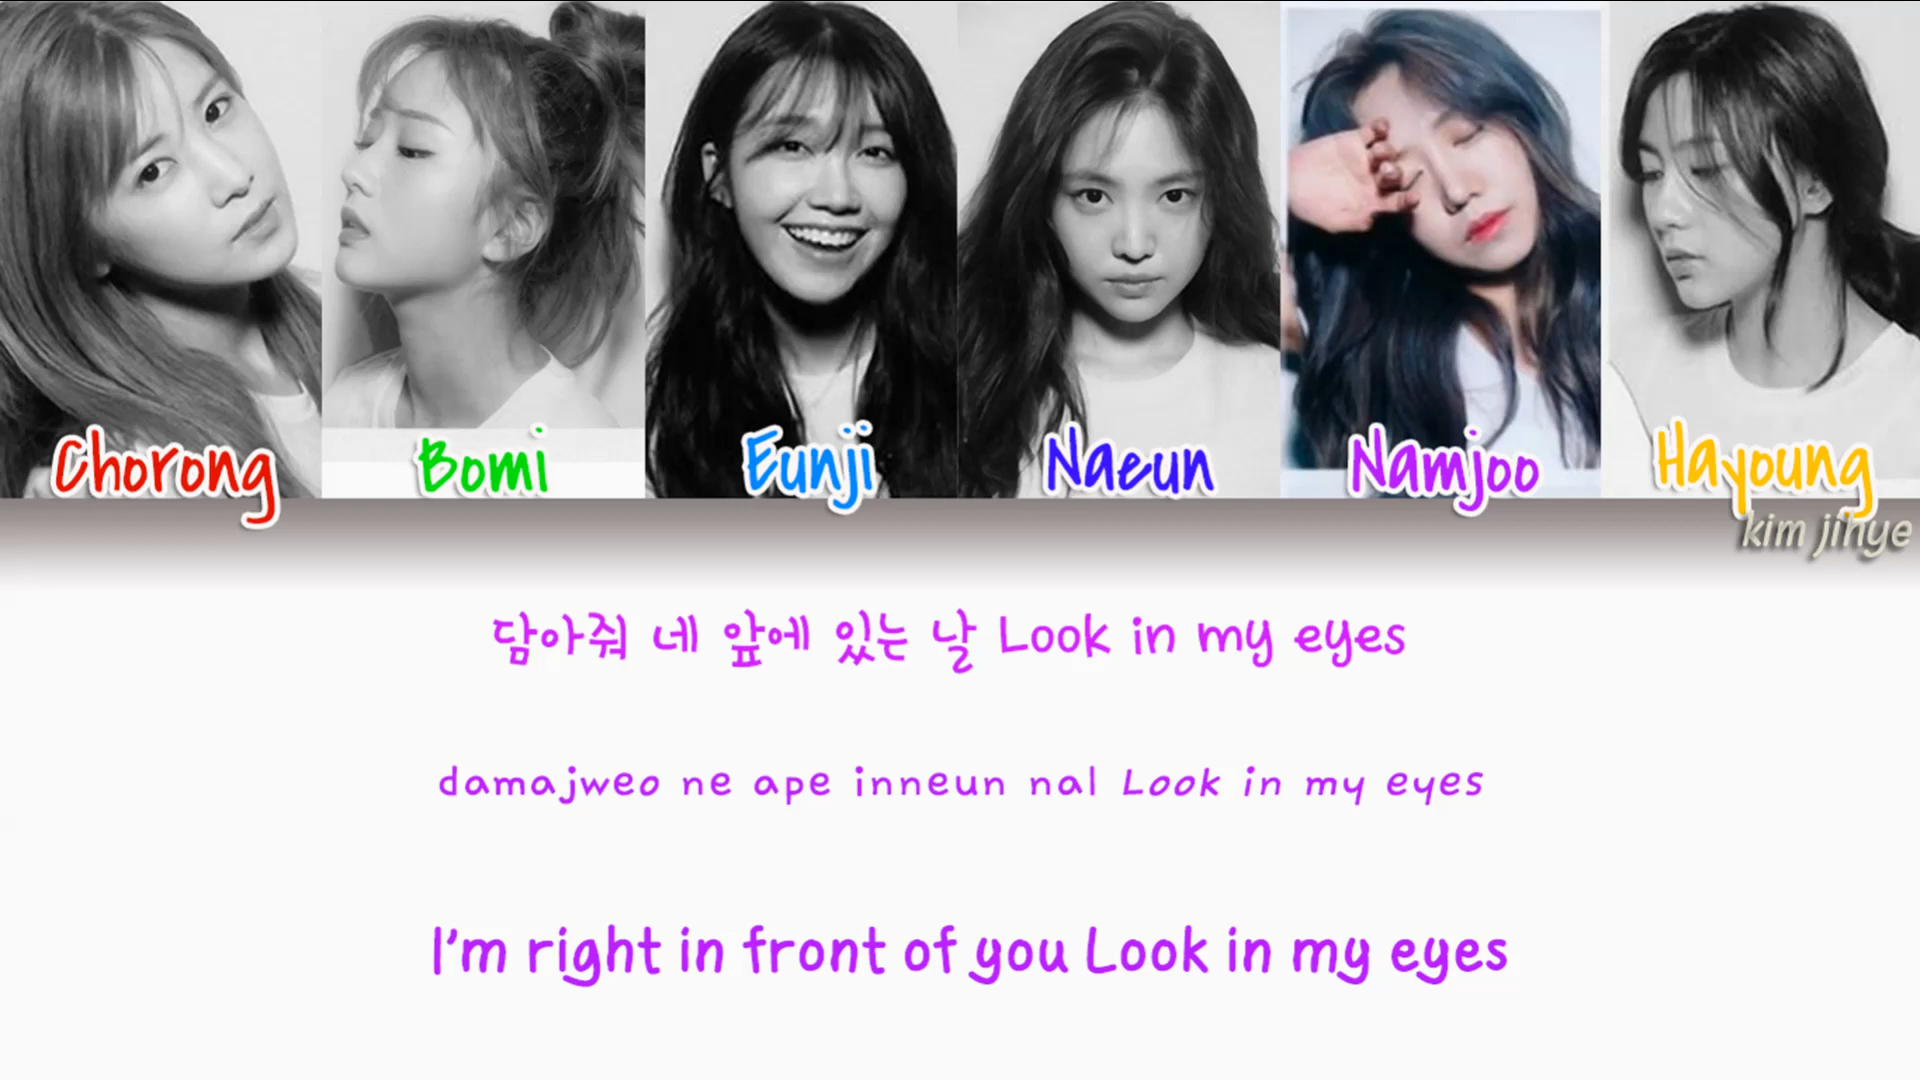 Chorong
Bomi
Eunji
Naeun
Namjoo
Hayoung
kim jihye
담아줘 네 앞에 있는 날 Look in my eyes
damajweo ne ape inneun nal Look in my eyes
I'm right in front of you Look in my eyes